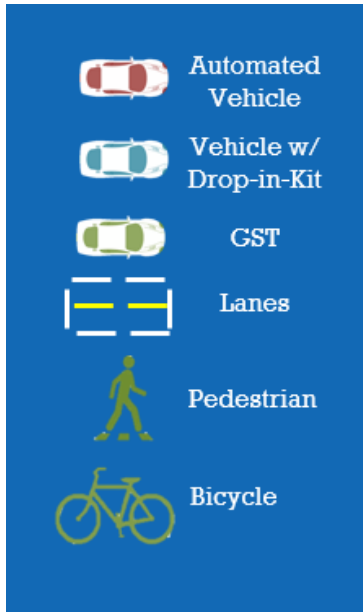 Automated
Vehicle
Vehicle w/
Drop-in-Kit
GST
Lanes
Pedestrian
Bicycle